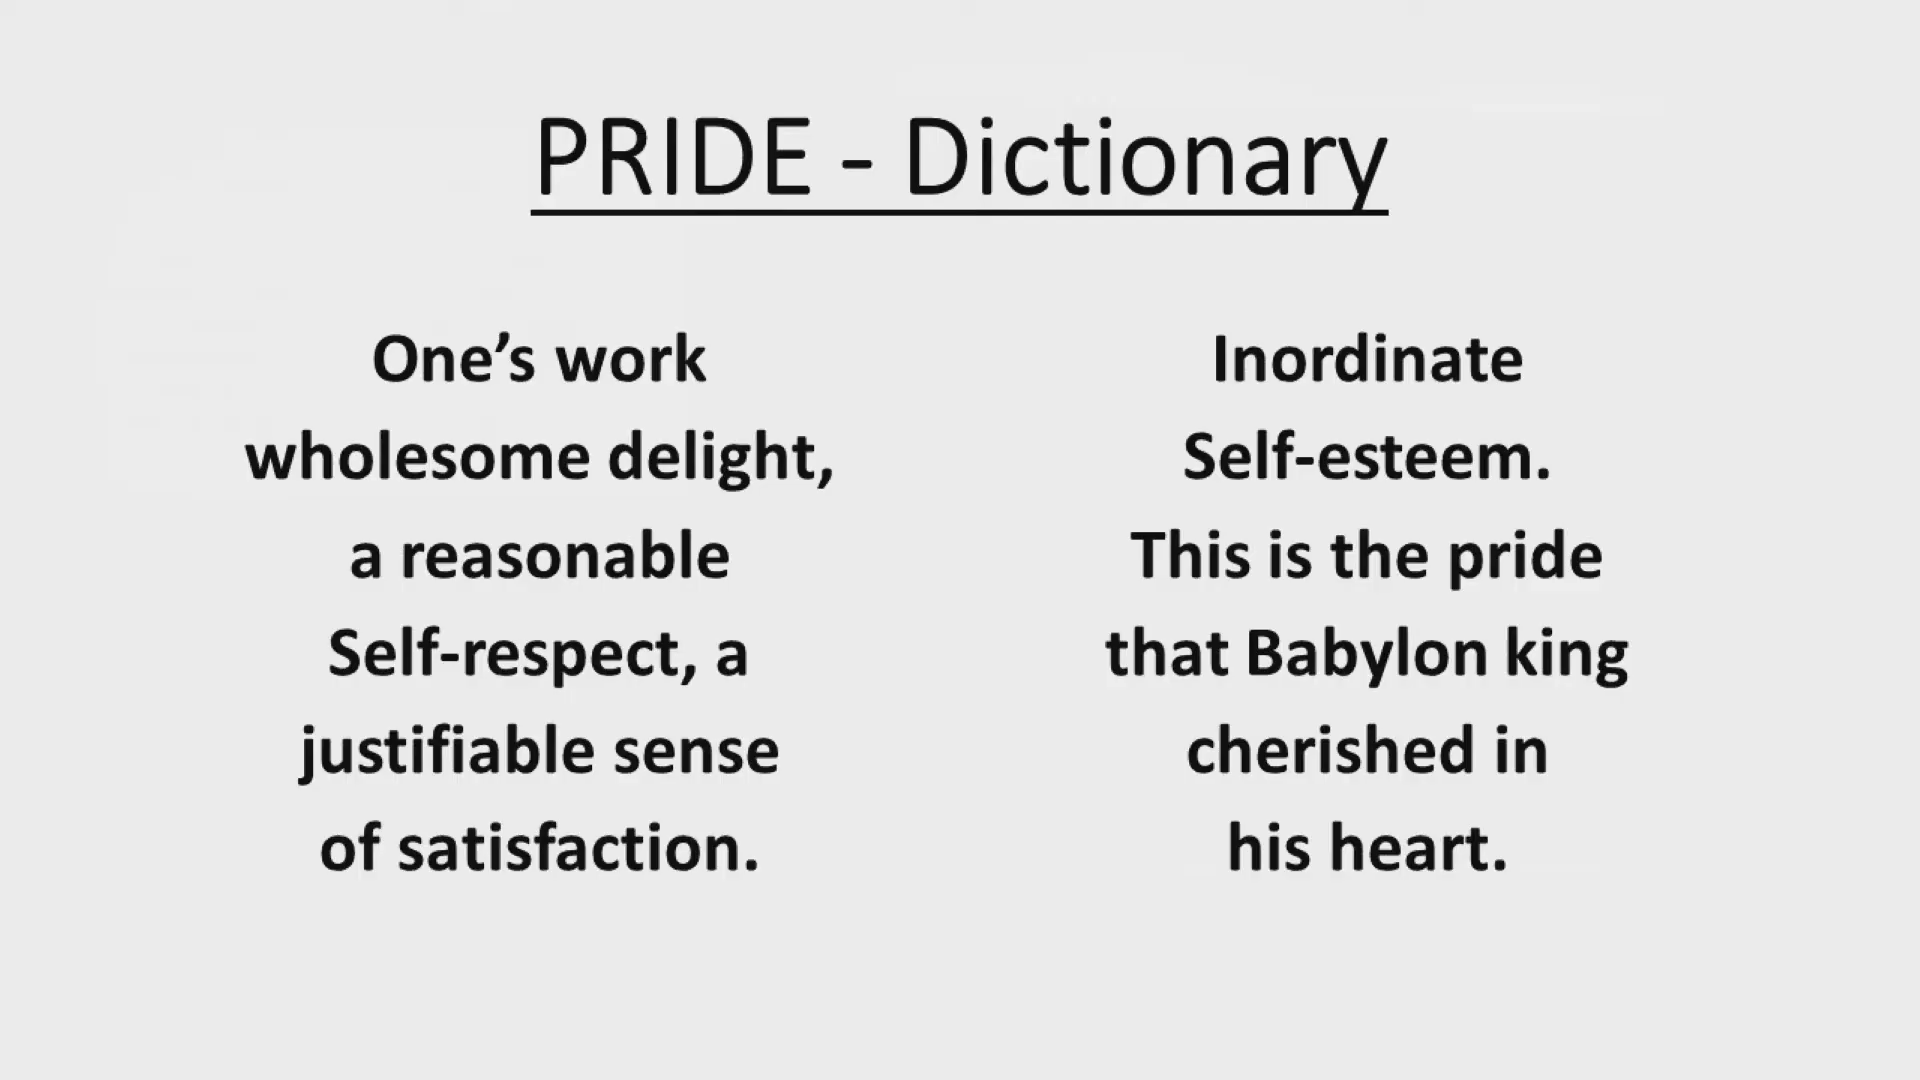 PRIDE - Dictionary
One’s work
wholesome delight,
a reasonable
Self-respect, a
justifiable sense
of satisfaction.
Inordinate
Self-esteem.
This is the pride
that Babylon king
cherished in
his heart.